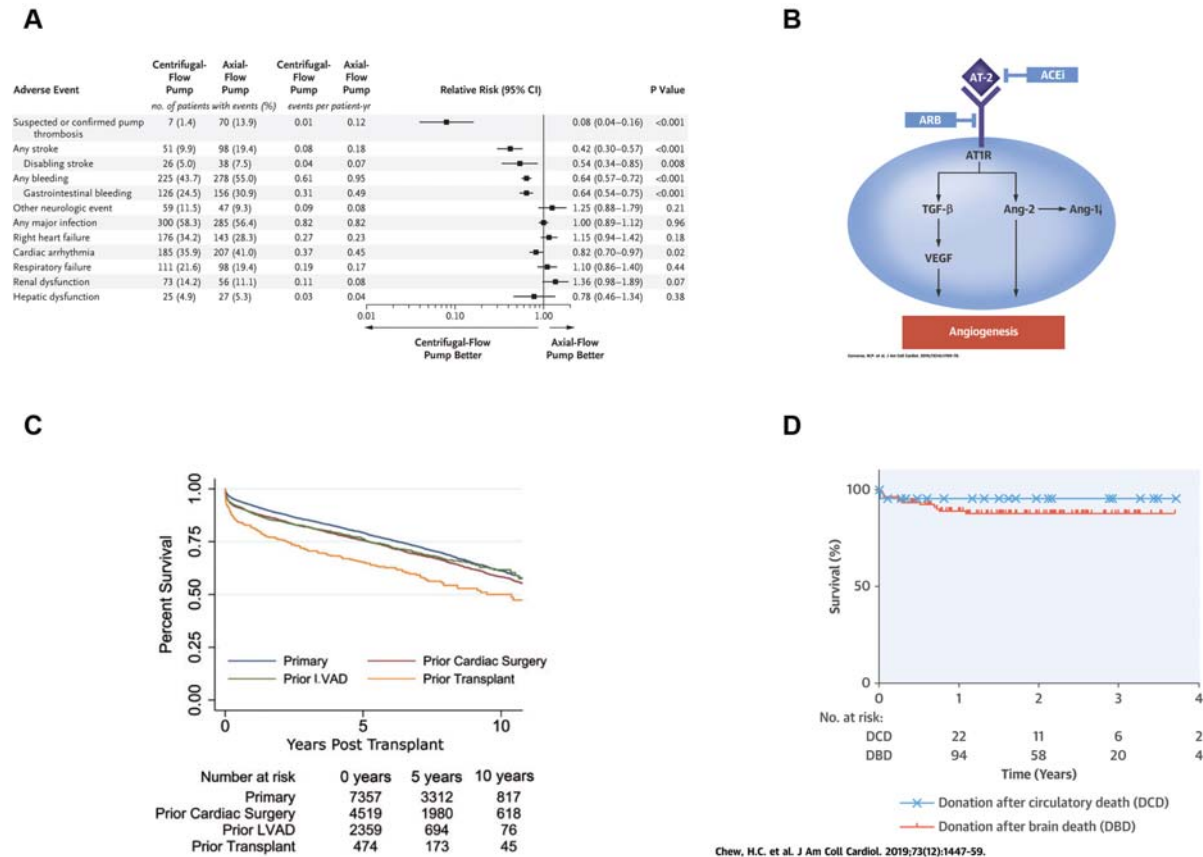 A
Centrifugal-Flow Pump Axial-Flow Pump Centrifugal-Flow Pump Axial-Flow Pump
Adverse Event Relative Risk (95% CI) P Value
no. of patients with events (%) events per patient-yr
Suspected or confirmed pump thrombosis 7 (1.4) 70 (13.9) 0.01 0.12 0.08 (0.04–0.16) <0.001
Any stroke 51 (9.9) 98 (19.4) 0.08 0.18 0.42 (0.30–0.57) <0.001
Disabling stroke 26 (5.0) 38 (7.5) 0.04 0.07 0.54 (0.34–0.85) 0.008
Any bleeding 225 (43.7) 278 (55.0) 0.61 0.95 0.64 (0.57–0.72) <0.001
Gastrointestinal bleeding 126 (24.5) 156 (30.9) 0.31 0.49 0.64 (0.54–0.75) <0.001
Other neurologic event 59 (11.5) 47 (9.3) 0.09 0.08 1.25 (0.88–1.79) 0.21
Any major infection 300 (58.3) 285 (56.4) 0.82 0.82 1.00 (0.89–1.12) 0.96
Right heart failure 176 (34.2) 143 (28.3) 0.27 0.23 1.15 (0.94–1.42) 0.18
Cardiac arrhythmia 185 (35.9) 207 (41.0) 0.37 0.45 0.82 (0.70–0.97) 0.02
Respiratory failure 111 (21.6) 98 (19.4) 0.19 0.17 1.10 (0.86–1.40) 0.44
Renal dysfunction 73 (14.2) 56 (11.1) 0.11 0.08 1.36 (0.98–1.89) 0.07
Hepatic dysfunction 25 (4.9) 27 (5.3) 0.03 0.04 0.78 (0.46–1.34) 0.38
0.01 0.10 1.00
Centrifugal-Flow Pump Better Axial-Flow Pump Better
B
AT-2 ACEi
ARB
AT1R
TGF-β Ang-2 Ang-1↓
VEGF
Angiogenesis
C
Percent Survival
1.00
0.75
0.50
0.25
0.00
Primary Prior Cardiac Surgery
Prior LVAD Prior Transplant
0 5 10
Years Post Transplant
Number at risk 0 years 5 years 10 years
Primary 7357 3312 817
Prior Cardiac Surgery 4519 1980 618
Prior LVAD 2359 694 76
Prior Transplant 474 173 45
D
Survival (%)
100
50
0
0 1 2 3 4
No. at risk:
DCD 22 11 6 2
DBD 94 58 20 4
Time (Years)
Donation after circulatory death (DCD)
Donation after brain death (DBD)
Chew, H.C. et al. J Am Coll Cardiol. 2019;73(12):1447-59.